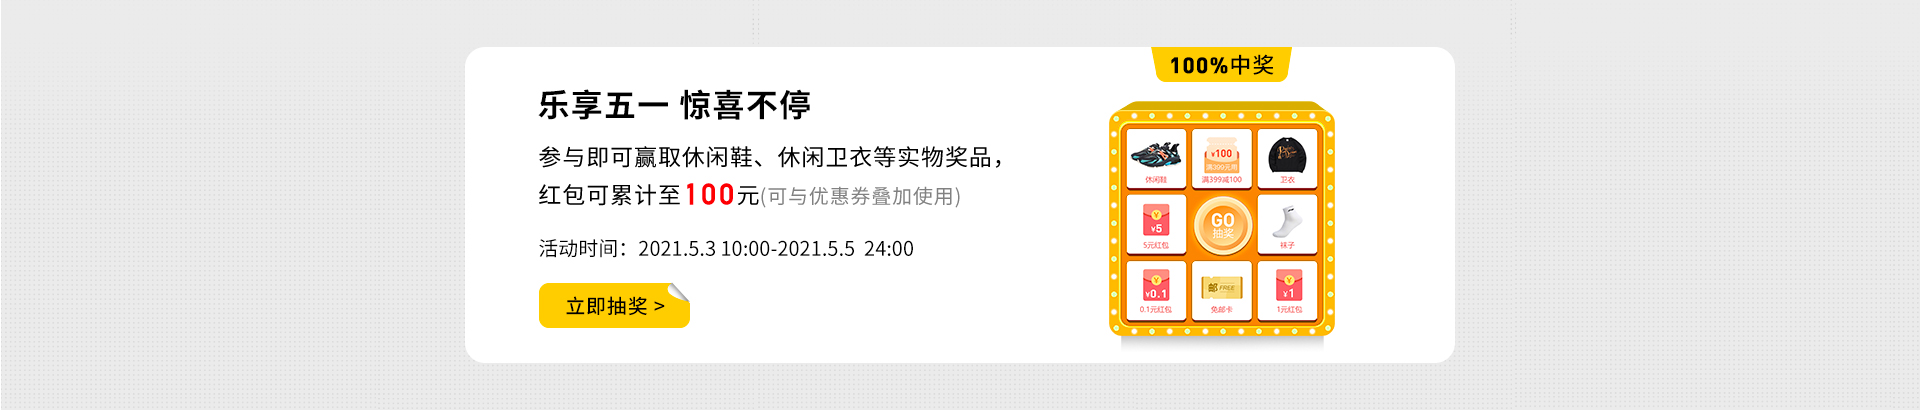 100%中奖
乐享五一 惊喜不停
参与即可赢取休闲鞋、休闲卫衣等实物奖品，
红包可累计至100元(可与优惠券叠加使用)
活动时间：2021.5.3 10:00-2021.5.5 24:00
立即抽奖 >
¥100
满399元用
休闲鞋
满399减100
卫衣
¥5
GO
抽奖
5元红包
袜子
¥0.1
邮 FREE
¥1
0.1元红包
免邮卡
1元红包